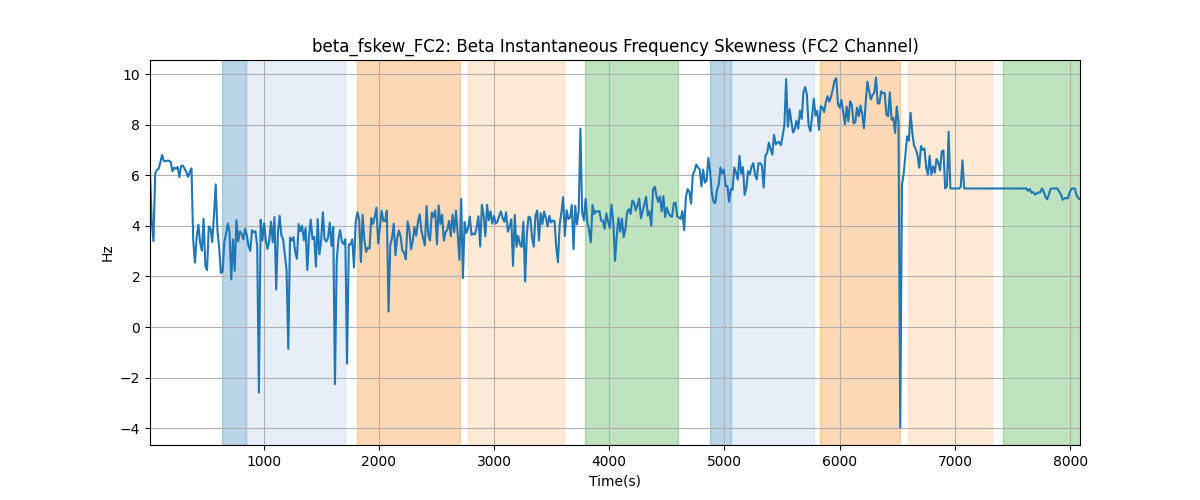 beta_fskew_FC2: Beta Instantaneous Frequency Skewness (FC2 Channel)
10
8
6
4
2
0
−2
−4
Hz
1000 2000 3000 4000 5000 6000 7000 8000
Time(s)